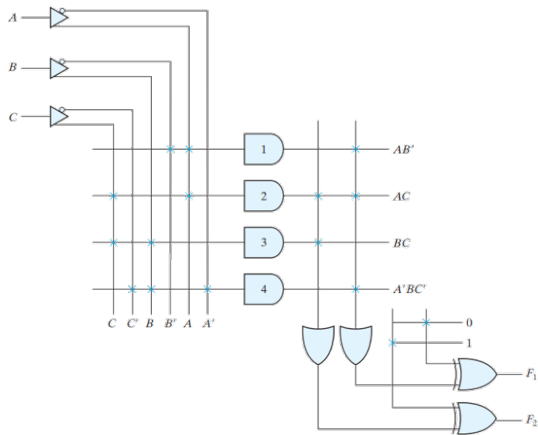 A
B
C
1 AB′
2 AC
3 BC
4 A′BC′
C C′ B B′ A A′
0
1
F₁
F₂